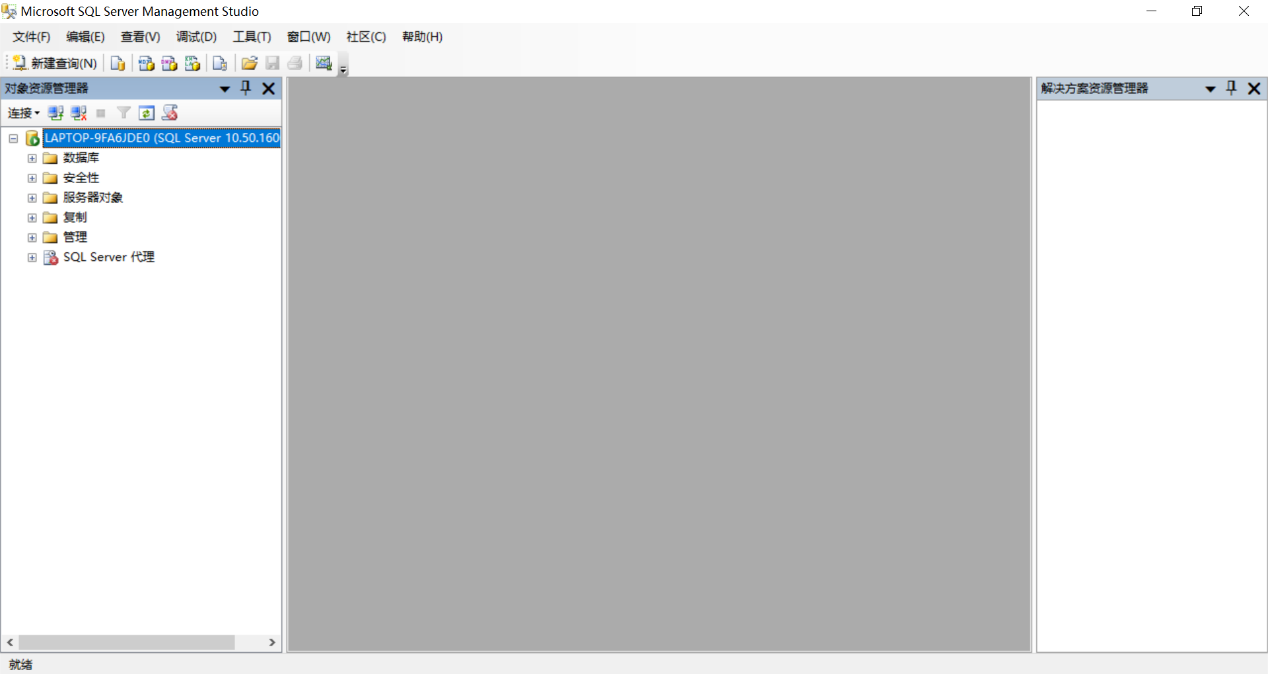 Microsoft SQL Server Management Studio
文件(F) 编辑(E) 查看(V) 调试(D) 工具(T) 窗口(W) 社区(C) 帮助(H)
新建查询(N)
对象资源管理器
解决方案资源管理器
连接
LAPTOP-9FA6JDE0 (SQL Server 10.50.160
数据库
安全性
服务器对象
复制
管理
SQL Server 代理
就绪